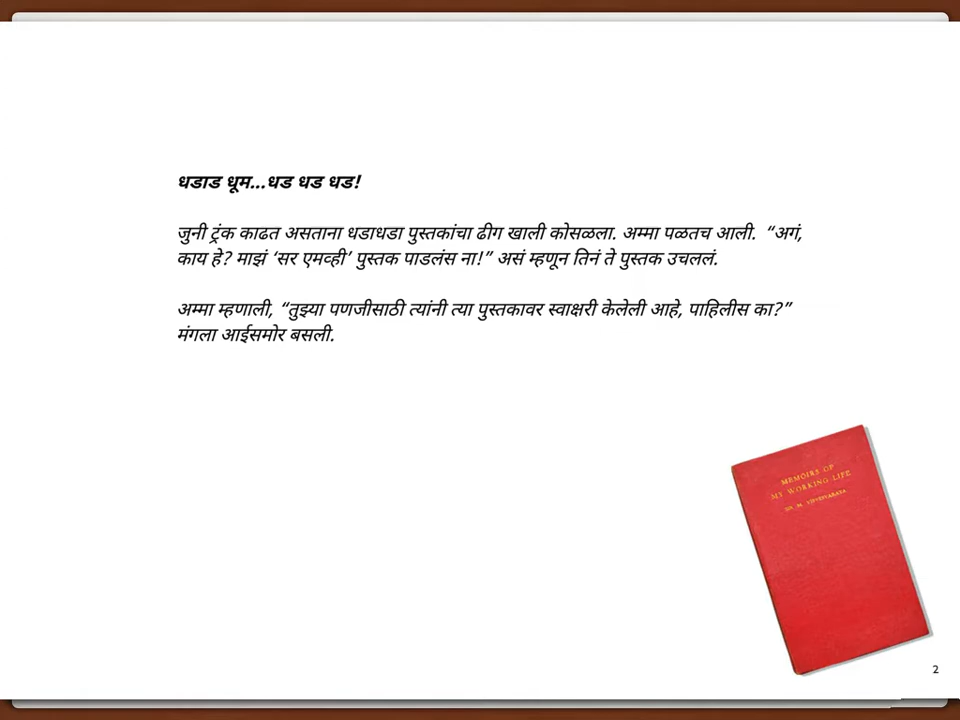 धडाड धूम...धड धड धड!
जुनी ट्रंक काढत असताना धडाधडा पुस्तकांचा ढीग खाली कोसळला. अम्मा पळतच आली. “अगं,
काय हे? माझं ‘सर एमव्ही’ पुस्तक पाडलंस ना!” असं म्हणून तिनं ते पुस्तक उचललं.
अम्मा म्हणाली, “तुझ्या पणजीसाठी त्यांनी त्या पुस्तकावर स्वाक्षरी केलेली आहे, पाहिलीस का?”
मंगला आईसमोर बसली.
MEMOIRS OF
MY WORKING LIFE
SIR M. VISVESVARAYA
2